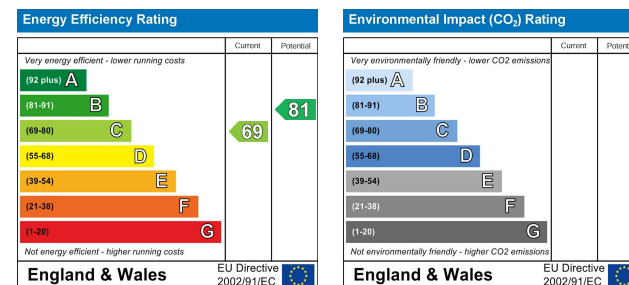 Energy Efficiency Rating
Current Potential
Very energy efficient - lower running costs
(92 plus) A
(81-91) B
(69-80) C
(55-68) D
(39-54) E
(21-38) F
(1-20) G
69
81
Not energy efficient - higher running costs
England & Wales
EU Directive
2002/91/EC
Environmental Impact (CO2) Rating
Current Potent
Very environmentally friendly - lower CO2 emissions
(92 plus) A
(81-91) B
(69-80) C
(55-68) D
(39-54) E
(21-38) F
(1-20) G
Not environmentally friendly - higher CO2 emissions
England & Wales
EU Directive
2002/91/EC